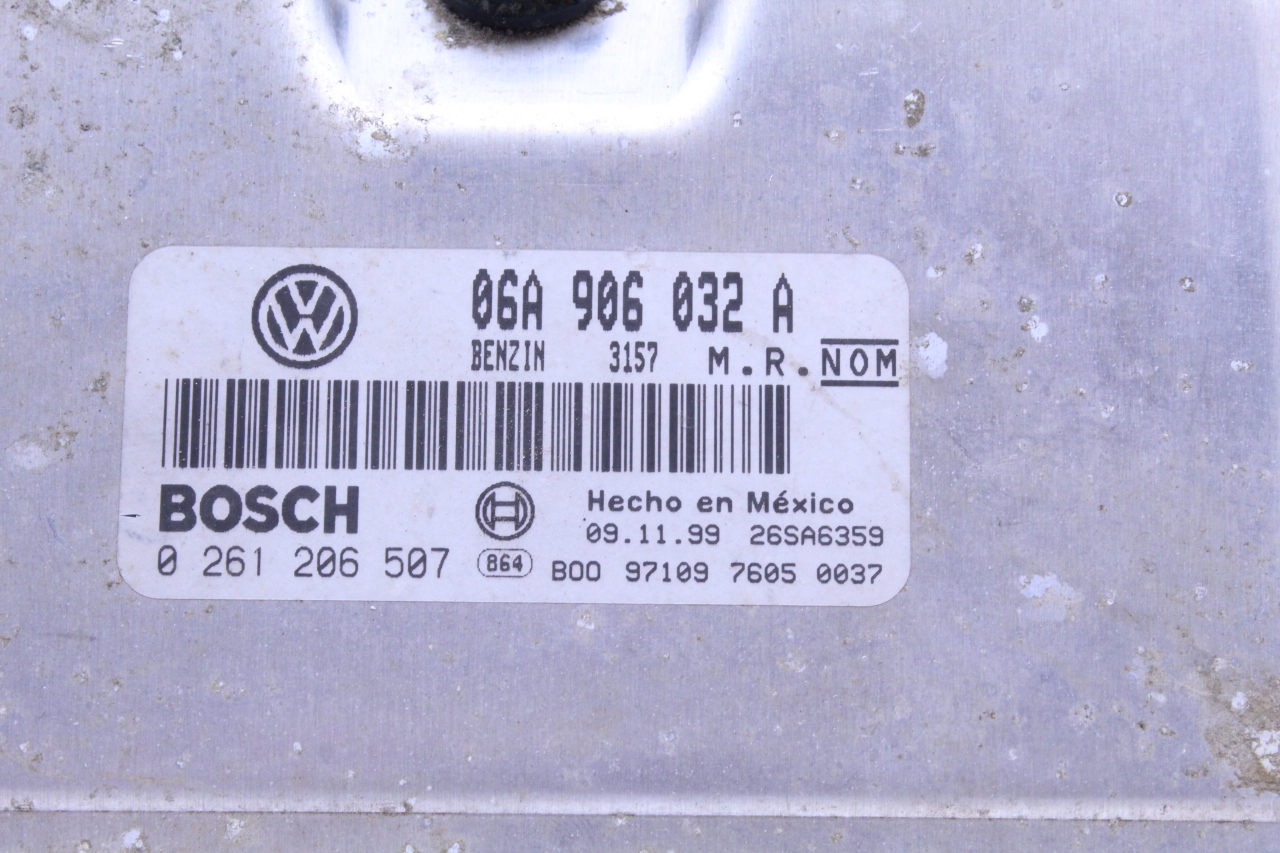 06A 906 032 A
BENZIN 3157 M.R. NOM
BOSCH
Hecho en México
09.11.99 26SA6359
0 261 206 507 864 B00 97109 7605 0037